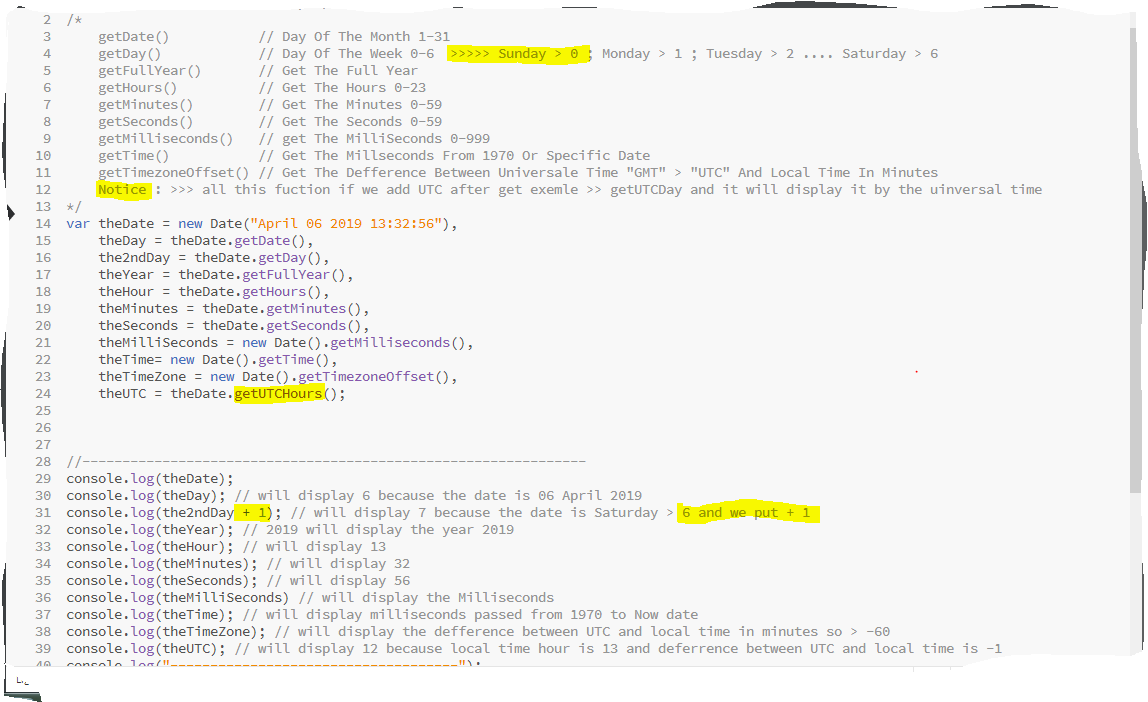 2 /*
3 getDate() // Day Of The Month 1-31
4 getDay() // Day Of The Week 0-6 >>>>> Sunday > 0 ; Monday > 1 ; Tuesday > 2 .... Saturday > 6
5 getFullYear() // Get The Full Year
6 getHours() // Get The Hours 0-23
7 getMinutes() // Get The Minutes 0-59
8 getSeconds() // Get The Seconds 0-59
9 getMilliseconds() // get The MilliSeconds 0-999
10 getTime() // Get The Millseconds From 1970 Or Specific Date
11 getTimezoneOffset() // Get The Defference Between Universale Time "GMT" > "UTC" And Local Time In Minutes
12 Notice : >>> all this fuction if we add UTC after get exemle >> getUTCDay and it will display it by the uinversal time
13 */
14 var theDate = new Date("April 06 2019 13:32:56"),
15 theDay = theDate.getDate(),
16 the2ndDay = theDate.getDay(),
17 theYear = theDate.getFullYear(),
18 theHour = theDate.getHours(),
19 theMinutes = theDate.getMinutes(),
20 theSeconds = theDate.getSeconds(),
21 theMilliSeconds = new Date().getMilliseconds(),
22 theTime= new Date().getTime(),
23 theTimeZone = new Date().getTimezoneOffset(),
24 theUTC = theDate.getUTCHours();
25
26
27
28 //---------------------------------------------------------------
29 console.log(theDate);
30 console.log(theDay); // will display 6 because the date is 06 April 2019
31 console.log(the2ndDay + 1); // will display 7 because the date is Saturday > 6 and we put + 1
32 console.log(theYear); // 2019 will display the year 2019
33 console.log(theHour); // will display 13
34 console.log(theMinutes); // will display 32
35 console.log(theSeconds); // will display 56
36 console.log(theMilliSeconds) // will display the Milliseconds
37 console.log(theTime); // will display milliseconds passed from 1970 to Now date
38 console.log(theTimeZone); // will display the defference between UTC and local time in minutes so > -60
39 console.log(theUTC); // will display 12 because local time hour is 13 and deferrence between UTC and local time is -1
40 console.log("------------------------------------");